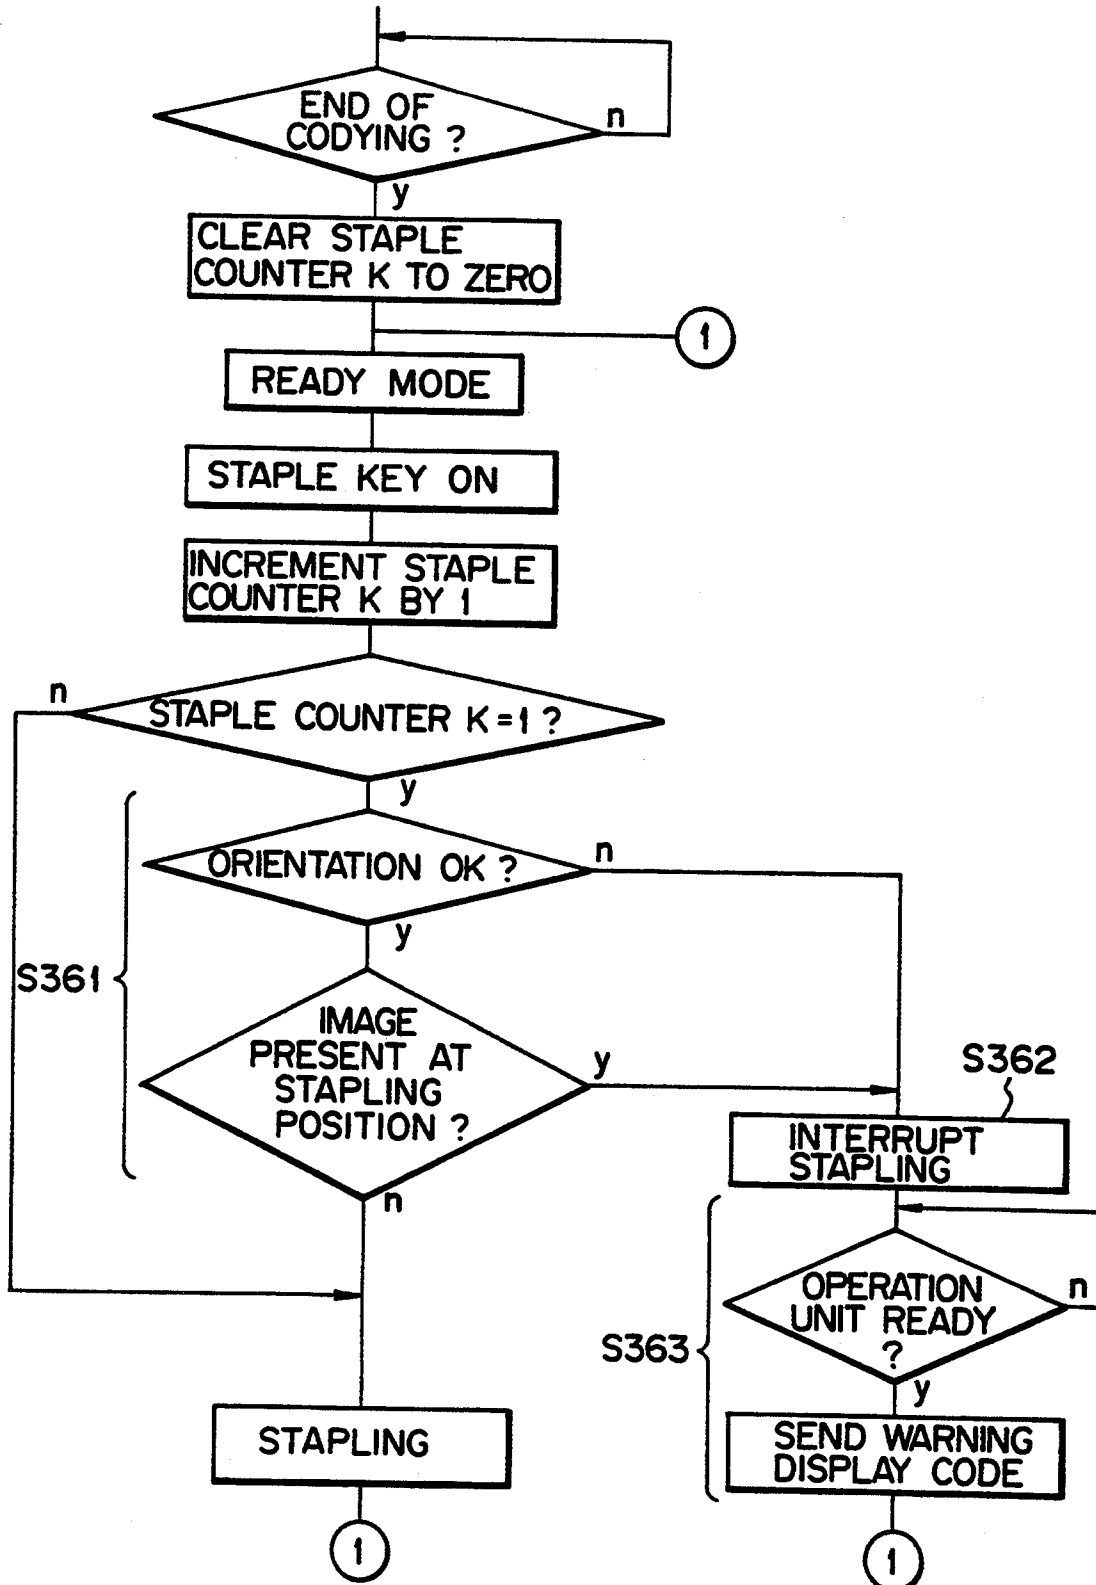 END OF
CODYING ?
n
y
CLEAR STAPLE
COUNTER K TO ZERO
1
READY MODE
STAPLE KEY ON
INCREMENT STAPLE
COUNTER K BY 1
n
STAPLE COUNTER K=1 ?
y
ORIENTATION OK ?
n
y
S361
IMAGE
PRESENT AT
STAPLING
POSITION ?
y
n
S362
INTERRUPT
STAPLING
OPERATION
UNIT READY
?
n
S363
y
STAPLING
SEND WARNING
DISPLAY CODE
1
1